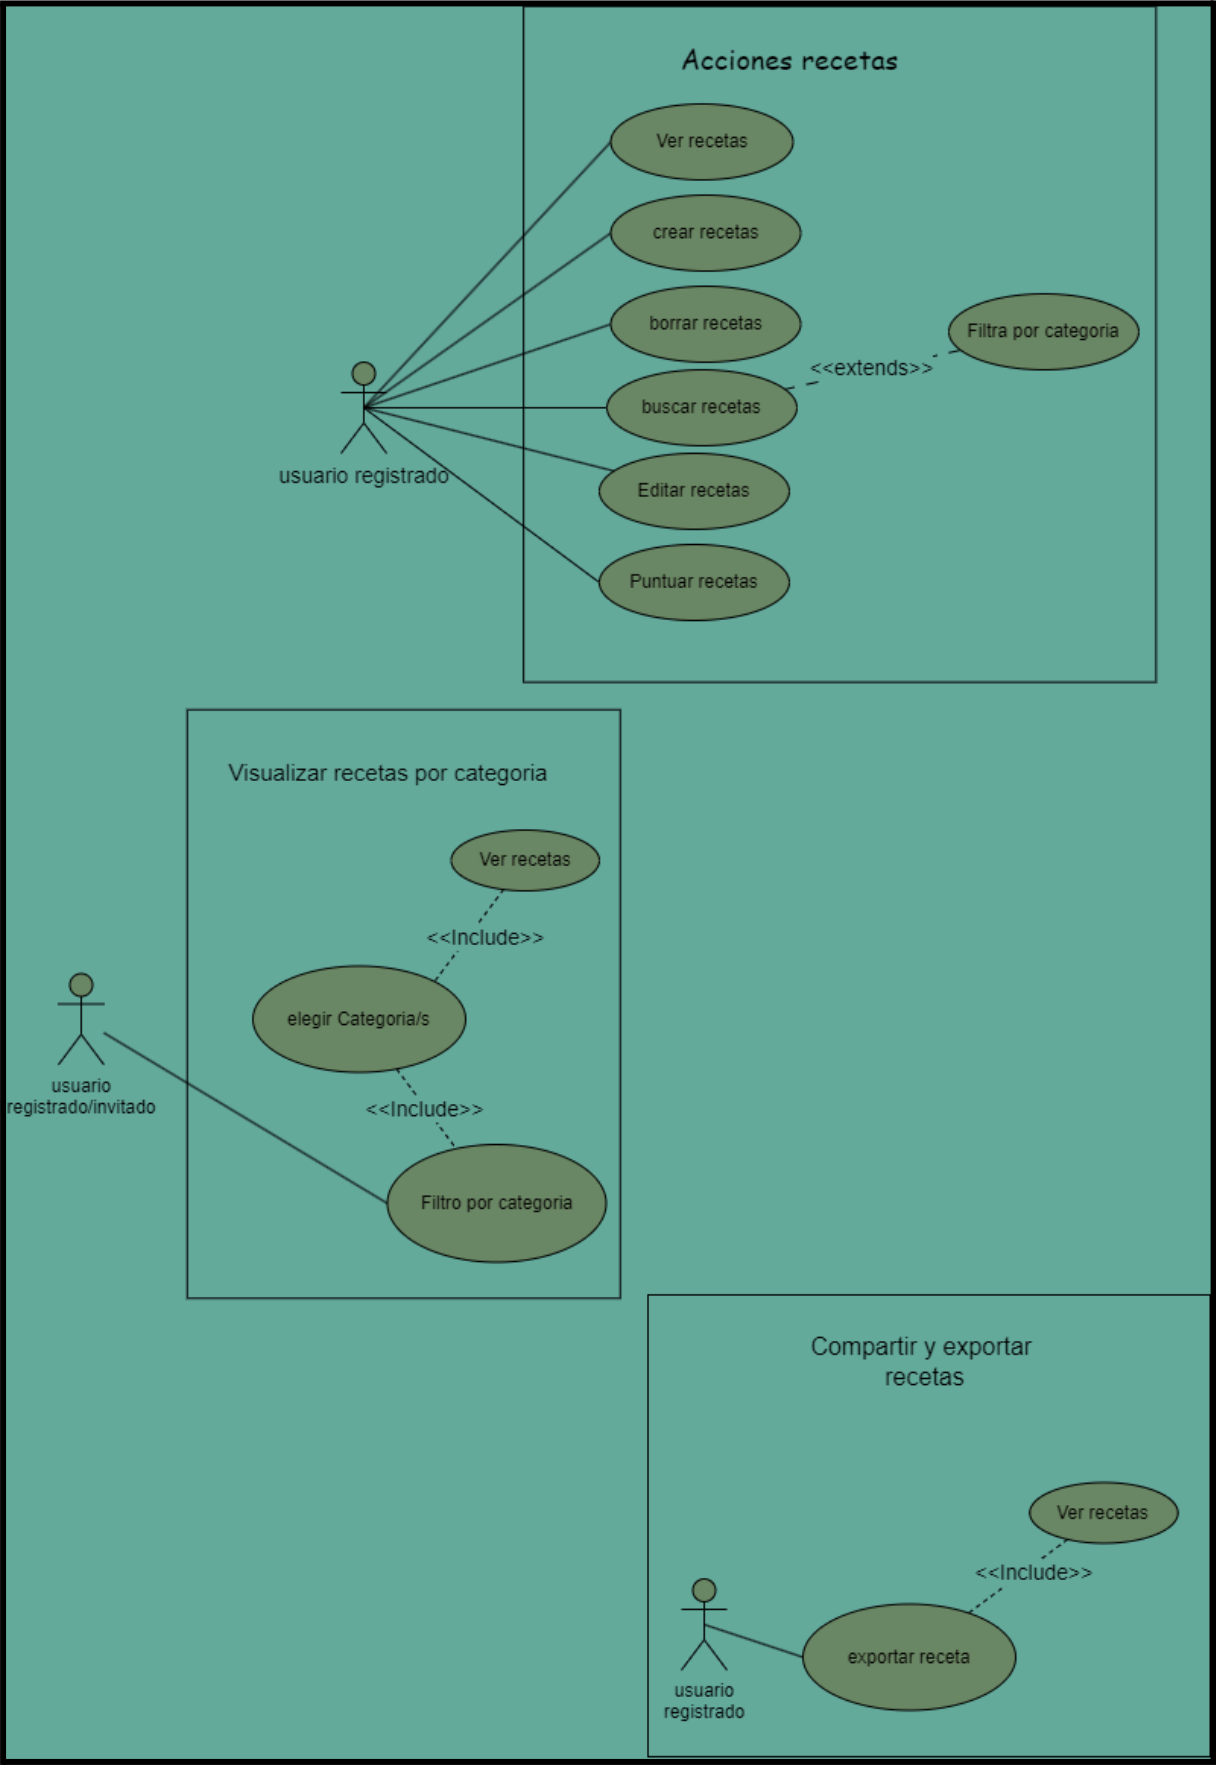 Acciones recetas
Ver recetas
crear recetas
borrar recetas
Filtra por categoria
<<extends>>
buscar recetas
usuario registrado
Editar recetas
Puntuar recetas
Visualizar recetas por categoria
Ver recetas
<<Include>>
elegir Categoria/s
usuario
registrado/invitado
<<Include>>
Filtro por categoria
Compartir y exportar
recetas
Ver recetas
<<Include>>
exportar receta
usuario
registrado